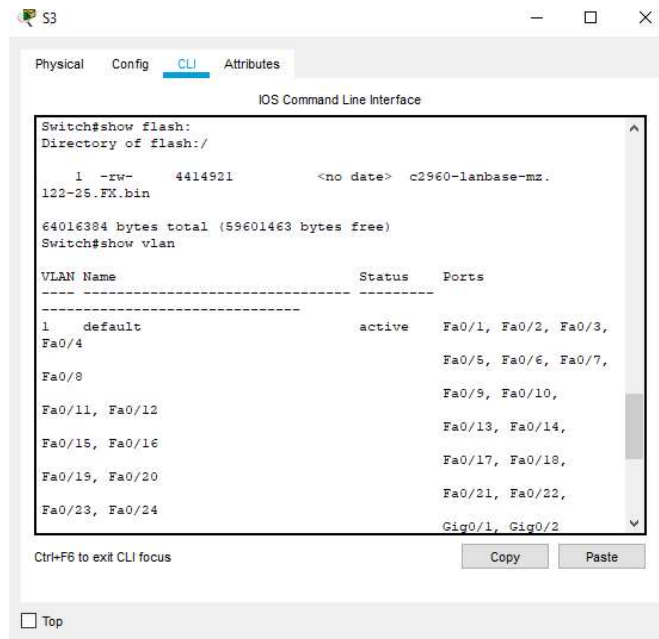 S3
Physical Config CLI Attributes
IOS Command Line Interface
Switch#show flash:
Directory of flash:/
1 -rw- 4414921 <no date> c2960-lanbase-mz.
122-25.FX.bin
64016384 bytes total (59601463 bytes free)
Switch#show vlan
VLAN Name Status Ports
---- -------------------------------- ---------
-------------------------------
1 default active Fa0/1, Fa0/2, Fa0/3,
Fa0/4
Fa0/5, Fa0/6, Fa0/7,
Fa0/8
Fa0/9, Fa0/10,
Fa0/11, Fa0/12
Fa0/13, Fa0/14,
Fa0/15, Fa0/16
Fa0/17, Fa0/18,
Fa0/19, Fa0/20
Fa0/21, Fa0/22,
Fa0/23, Fa0/24
Gig0/1, Gig0/2
Ctrl+F6 to exit CLI focus Copy Paste
Top